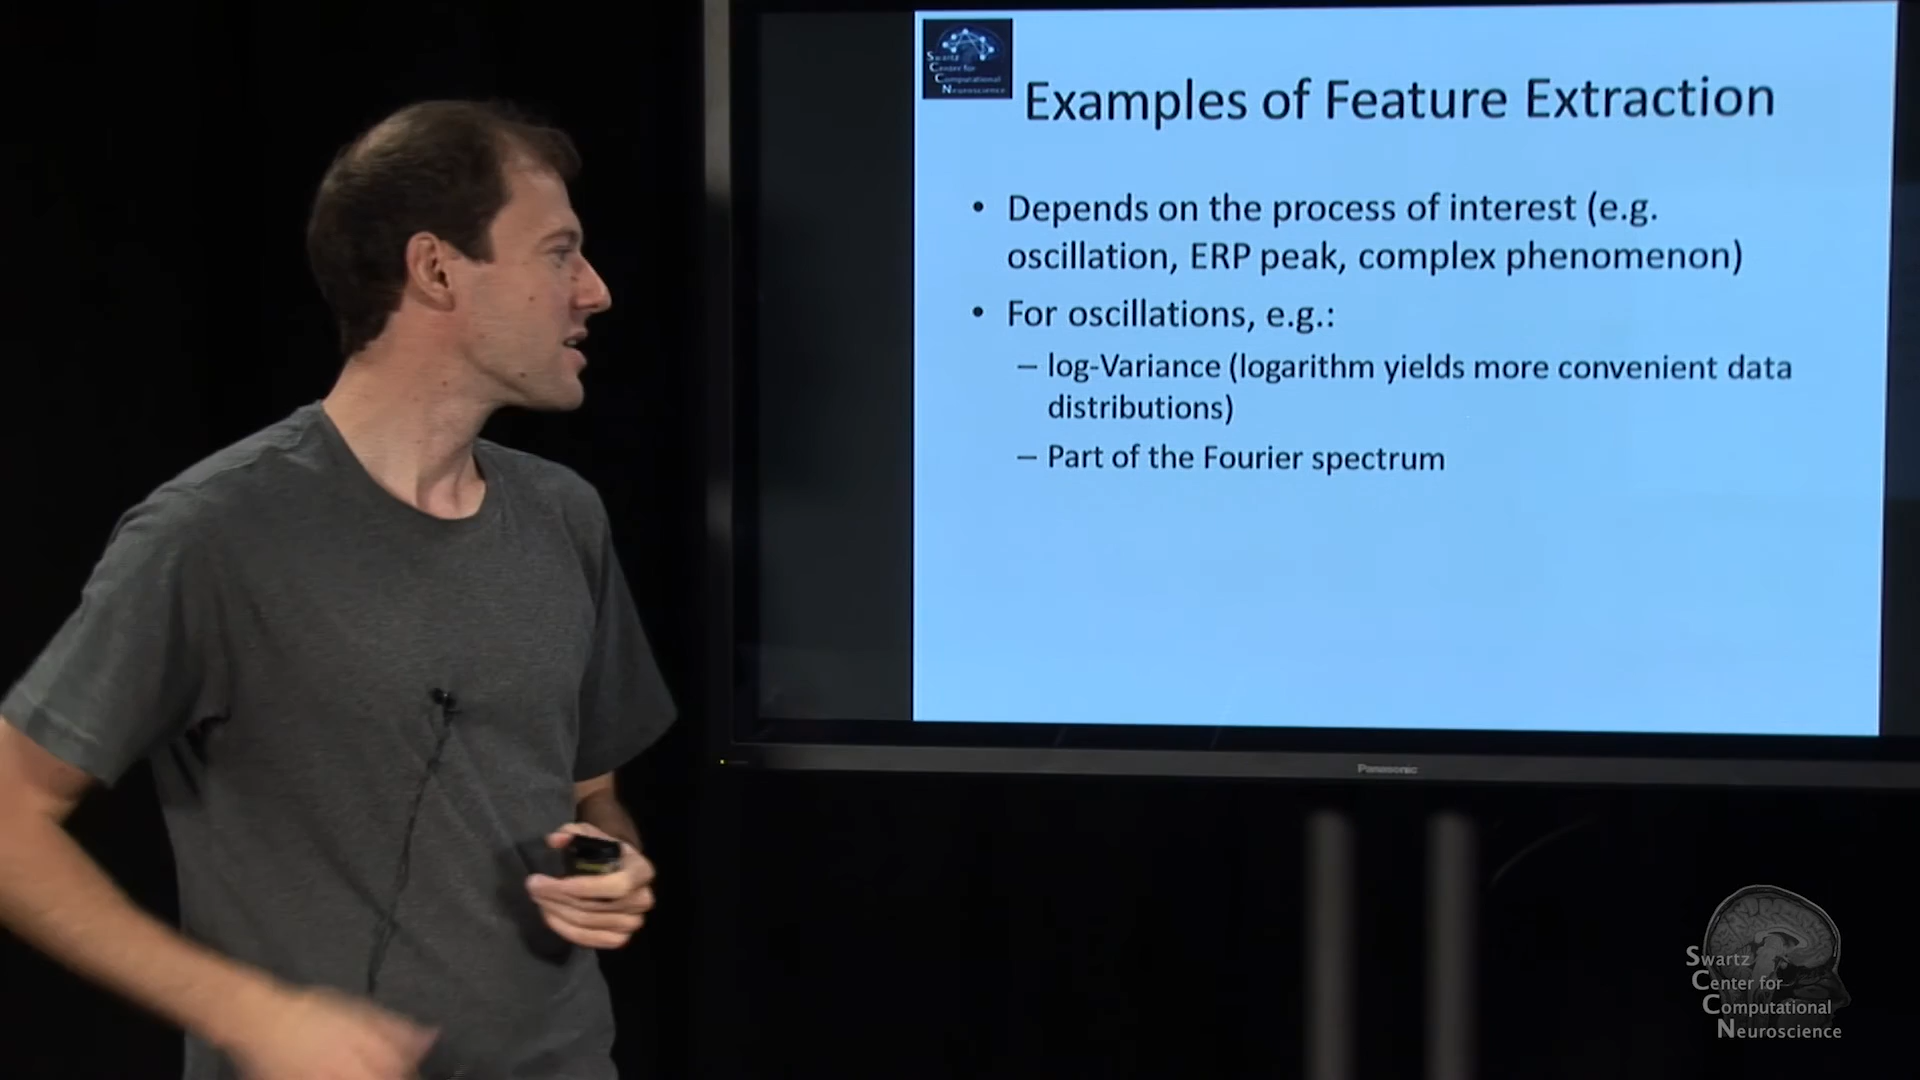 Swartz
Center for
Computational
Neuroscience
Examples of Feature Extraction
• Depends on the process of interest (e.g.
oscillation, ERP peak, complex phenomenon)
• For oscillations, e.g.:
– log-Variance (logarithm yields more convenient data
distributions)
– Part of the Fourier spectrum
Panasonic
Swartz
Center for
Computational
Neuroscience